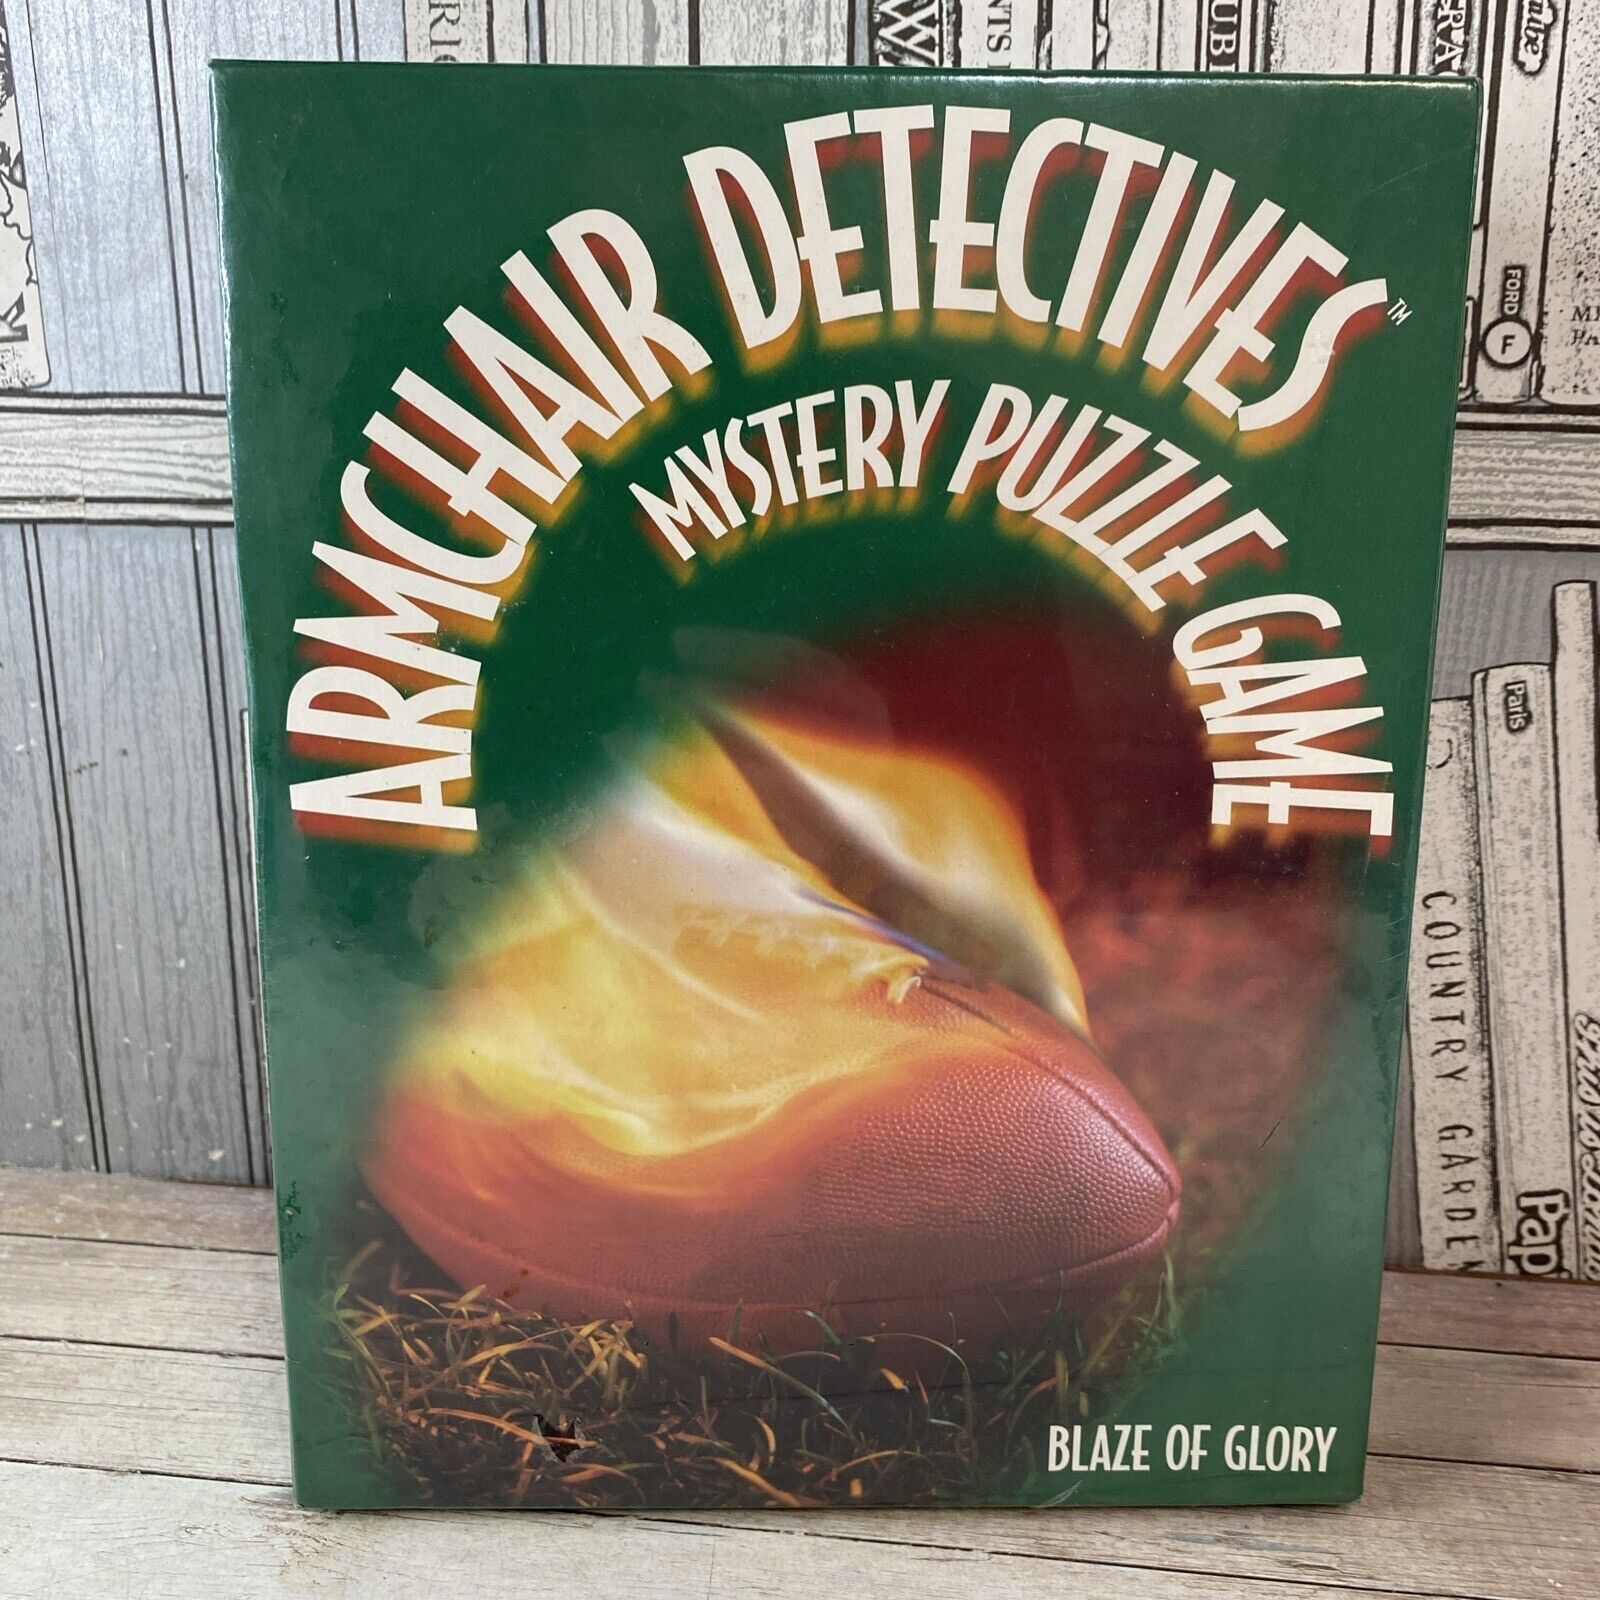 ARMCHAIR DETECTIVES™
MYSTERY PUZZLE GAME
BLAZE OF GLORY
FORD
F
Paris
COUNTRY GARDEN